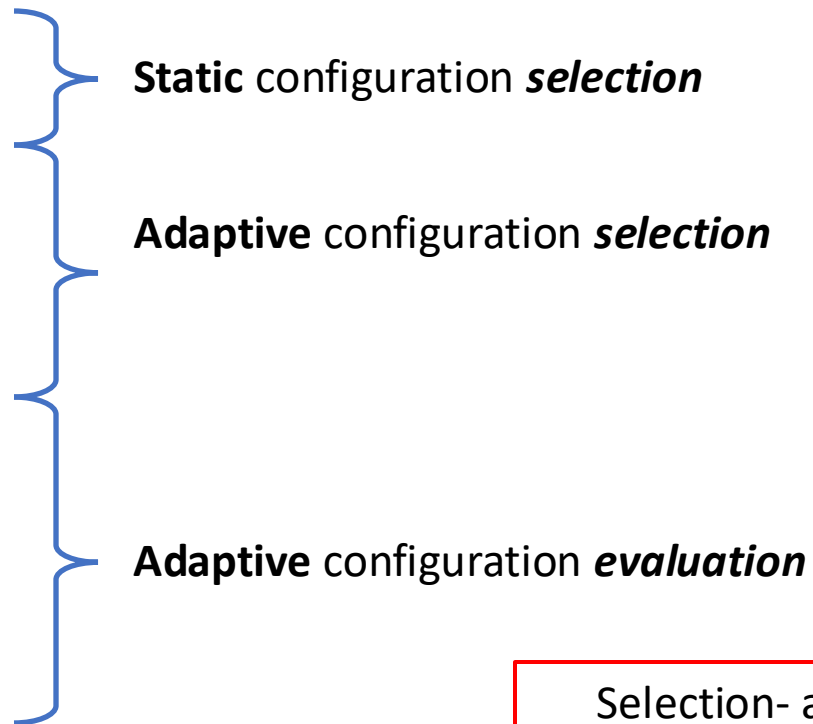 Static configuration selection
Adaptive configuration selection
Adaptive configuration evaluation
Selection- a